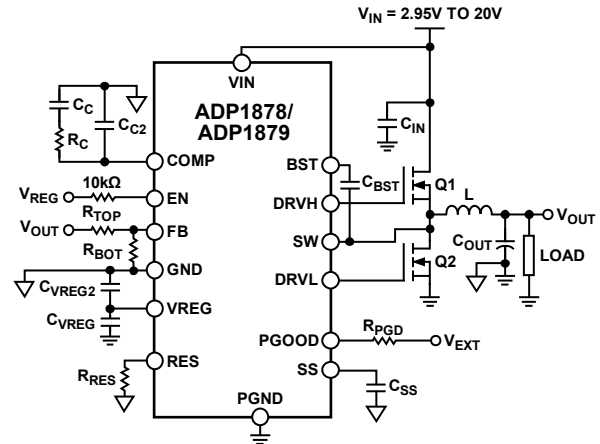 VIN = 2.95V TO 20V
VIN
ADP1878/
ADP1879
CC
CC2
RC
CIN
COMP
BST
CBST
Q1
VREG
10kΩ
EN
DRVH
L
VOUT
VOUT
RTOP
FB
SW
COUT
LOAD
RBOT
Q2
GND
DRVL
CVREG2
VREG
CVREG
PGOOD
RPGD
VEXT
RES
SS
RRES
CSS
PGND